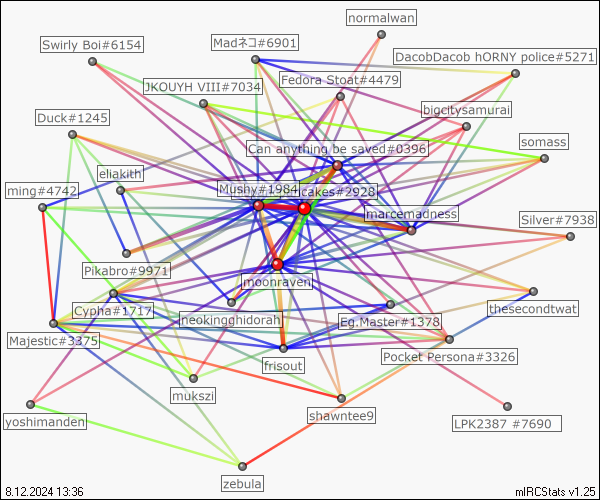 normalwan
Swirly Boi#6154
Madネコ#6901
DacobDacob hORNY police#5271
Fedora Stoat#4479
JKOUYH VIII#7034
bigcitysamurai
Duck#1245
somass
Can anything be saved#0396
eliakith
ming#4742
Mushy#1984
cakes#2928
marcemadness
Silver#7938
Pikabro#9971
moonraven
Cypha#1717
neokingghidorah
Eg.Master#1378
thesecondtwat
Majestic#3375
frisout
Pocket Persona#3326
mukszi
shawntee9
yoshimanden
LPK2387 #7690
zebula
8.12.2024 13:36
mIRCStats v1.25